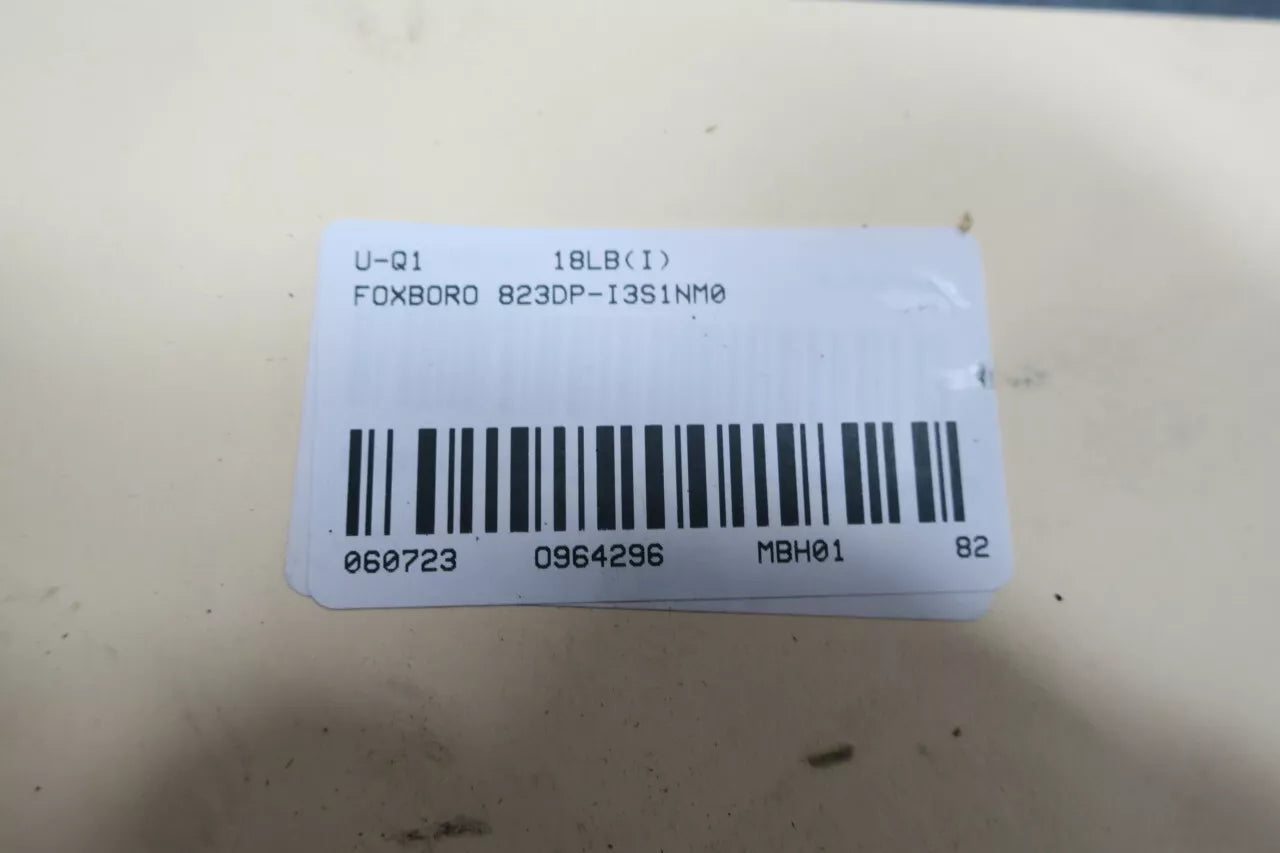 U-Q1 18LB(I)
FOXBORO 823DP-I3S1NM0
060723 0964296 MBH01 82